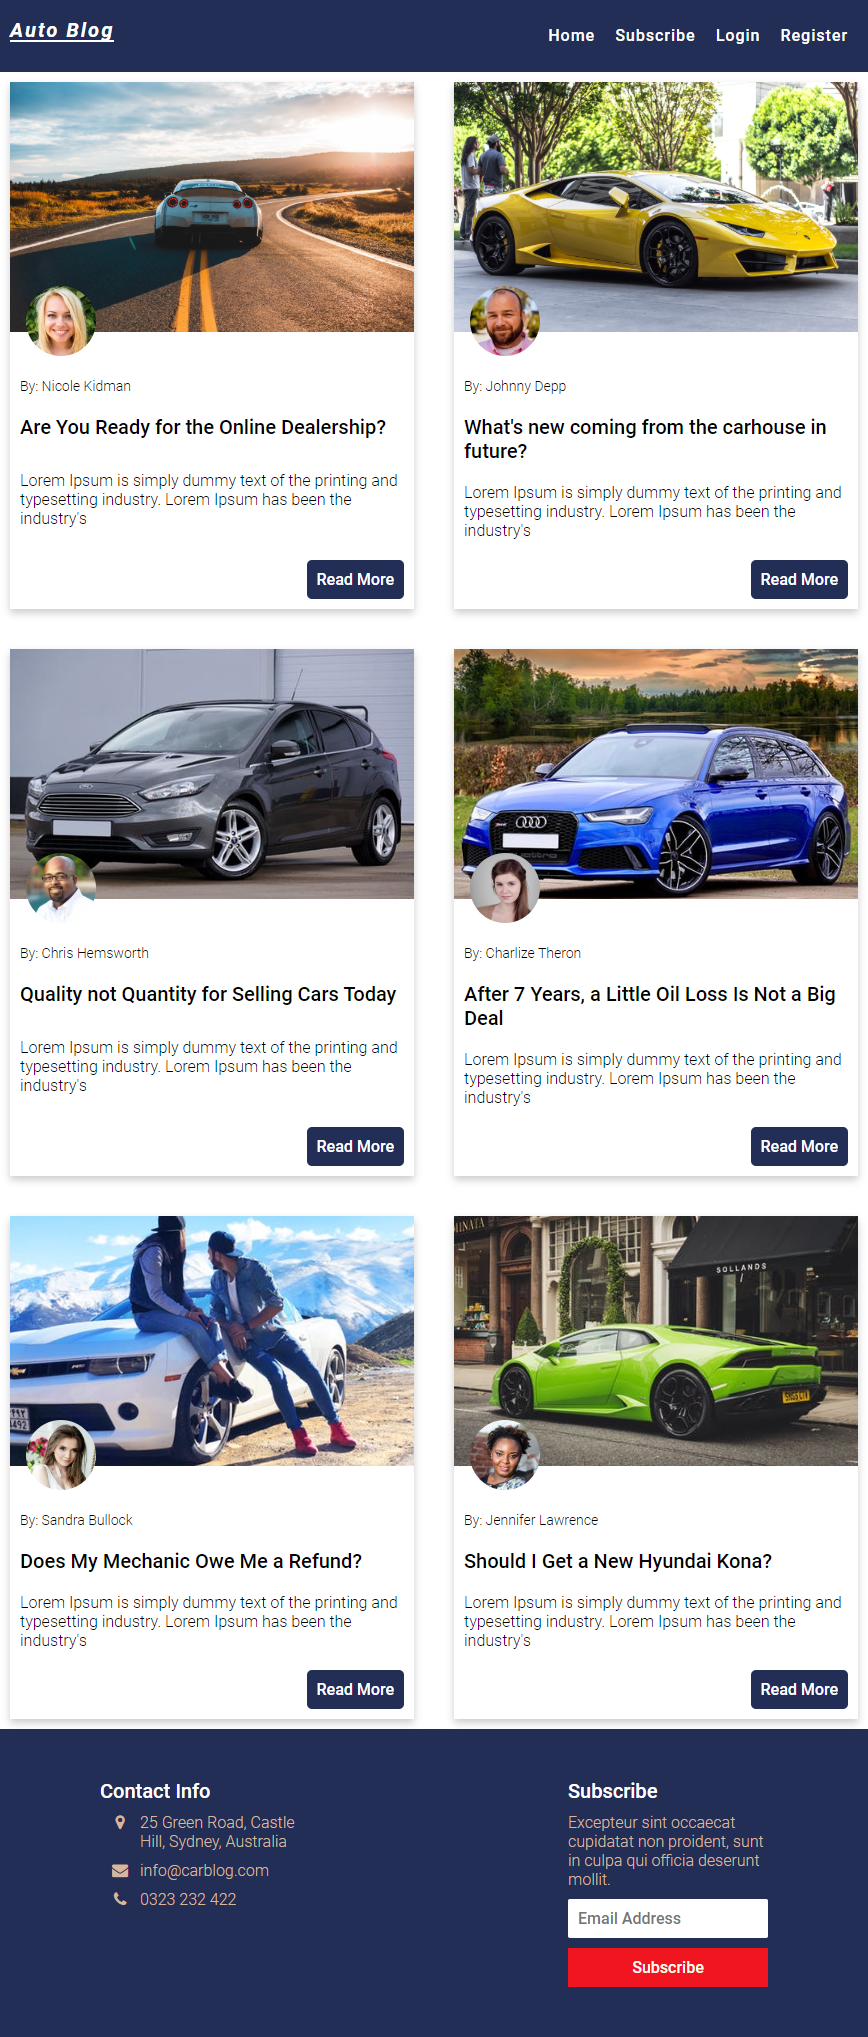 Auto Blog
Home Subscribe Login Register
By: Nicole Kidman
Are You Ready for the Online Dealership?
Lorem Ipsum is simply dummy text of the printing and
typesetting industry. Lorem Ipsum has been the
industry's
Read More
By: Johnny Depp
What's new coming from the carhouse in
future?
Lorem Ipsum is simply dummy text of the printing and
typesetting industry. Lorem Ipsum has been the
industry's
Read More
By: Chris Hemsworth
Quality not Quantity for Selling Cars Today
Lorem Ipsum is simply dummy text of the printing and
typesetting industry. Lorem Ipsum has been the
industry's
Read More
By: Charlize Theron
After 7 Years, a Little Oil Loss Is Not a Big
Deal
Lorem Ipsum is simply dummy text of the printing and
typesetting industry. Lorem Ipsum has been the
industry's
Read More
By: Sandra Bullock
Does My Mechanic Owe Me a Refund?
Lorem Ipsum is simply dummy text of the printing and
typesetting industry. Lorem Ipsum has been the
industry's
Read More
SOLLANDS
By: Jennifer Lawrence
Should I Get a New Hyundai Kona?
Lorem Ipsum is simply dummy text of the printing and
typesetting industry. Lorem Ipsum has been the
industry's
Read More
Contact Info
25 Green Road, Castle
Hill, Sydney, Australia
info@carblog.com
0323 232 422
Subscribe
Excepteur sint occaecat
cupidatat non proident, sunt
in culpa qui officia deserunt
mollit.
Email Address
Subscribe